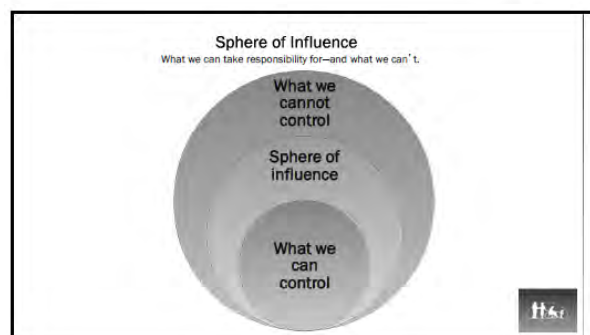 Sphere of Influence
What we can take responsibility for—and what we can't.
What we
cannot
control
Sphere of
influence
What we
can
control